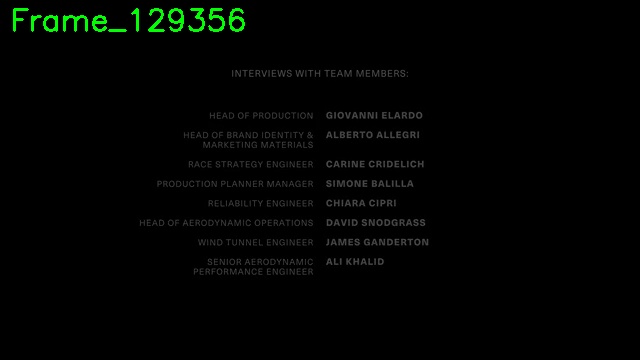 Frame_129356
INTERVIEWS WITH TEAM MEMBERS:
HEAD OF PRODUCTION GIOVANNI ELARDO
HEAD OF BRAND IDENTITY & ALBERTO ALLEGRI
MARKETING MATERIALS
RACE STRATEGY ENGINEER CARINE CRIDELICH
PRODUCTION PLANNER MANAGER SIMONE BALILLA
RELIABILITY ENGINEER CHIARA CIPRI
HEAD OF AERODYNAMIC OPERATIONS DAVID SNODGRASS
WIND TUNNEL ENGINEER JAMES GANDERTON
SENIOR AERODYNAMIC ALI KHALID
PERFORMANCE ENGINEER